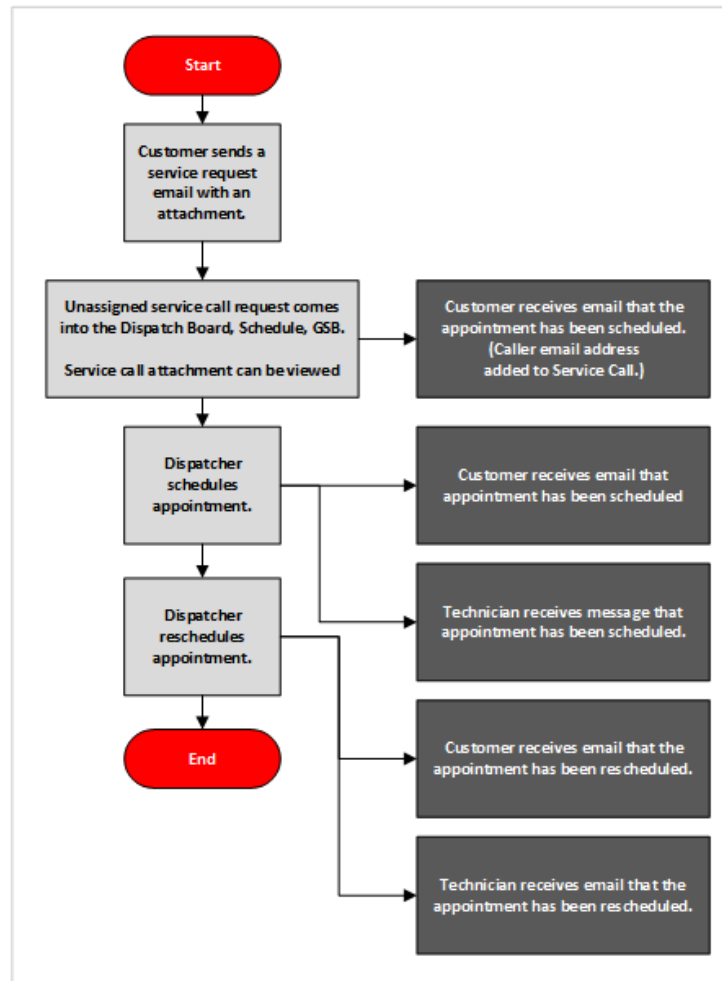 Start
Customer sends a
service request
email with an
attachment.
Unassigned service call request comes
into the Dispatch Board, Schedule, GSB.
Service call attachment can be viewed
Customer receives email that the
appointment has been scheduled.
(Caller email address
added to Service Call.)
Dispatcher
schedules
appointment.
Customer receives email that
appointment has been scheduled
Technician receives message that
appointment has been scheduled.
Dispatcher
reschedules
appointment.
Customer receives email that the
appointment has been rescheduled.
Technician receives email that the
appointment has been rescheduled.
End